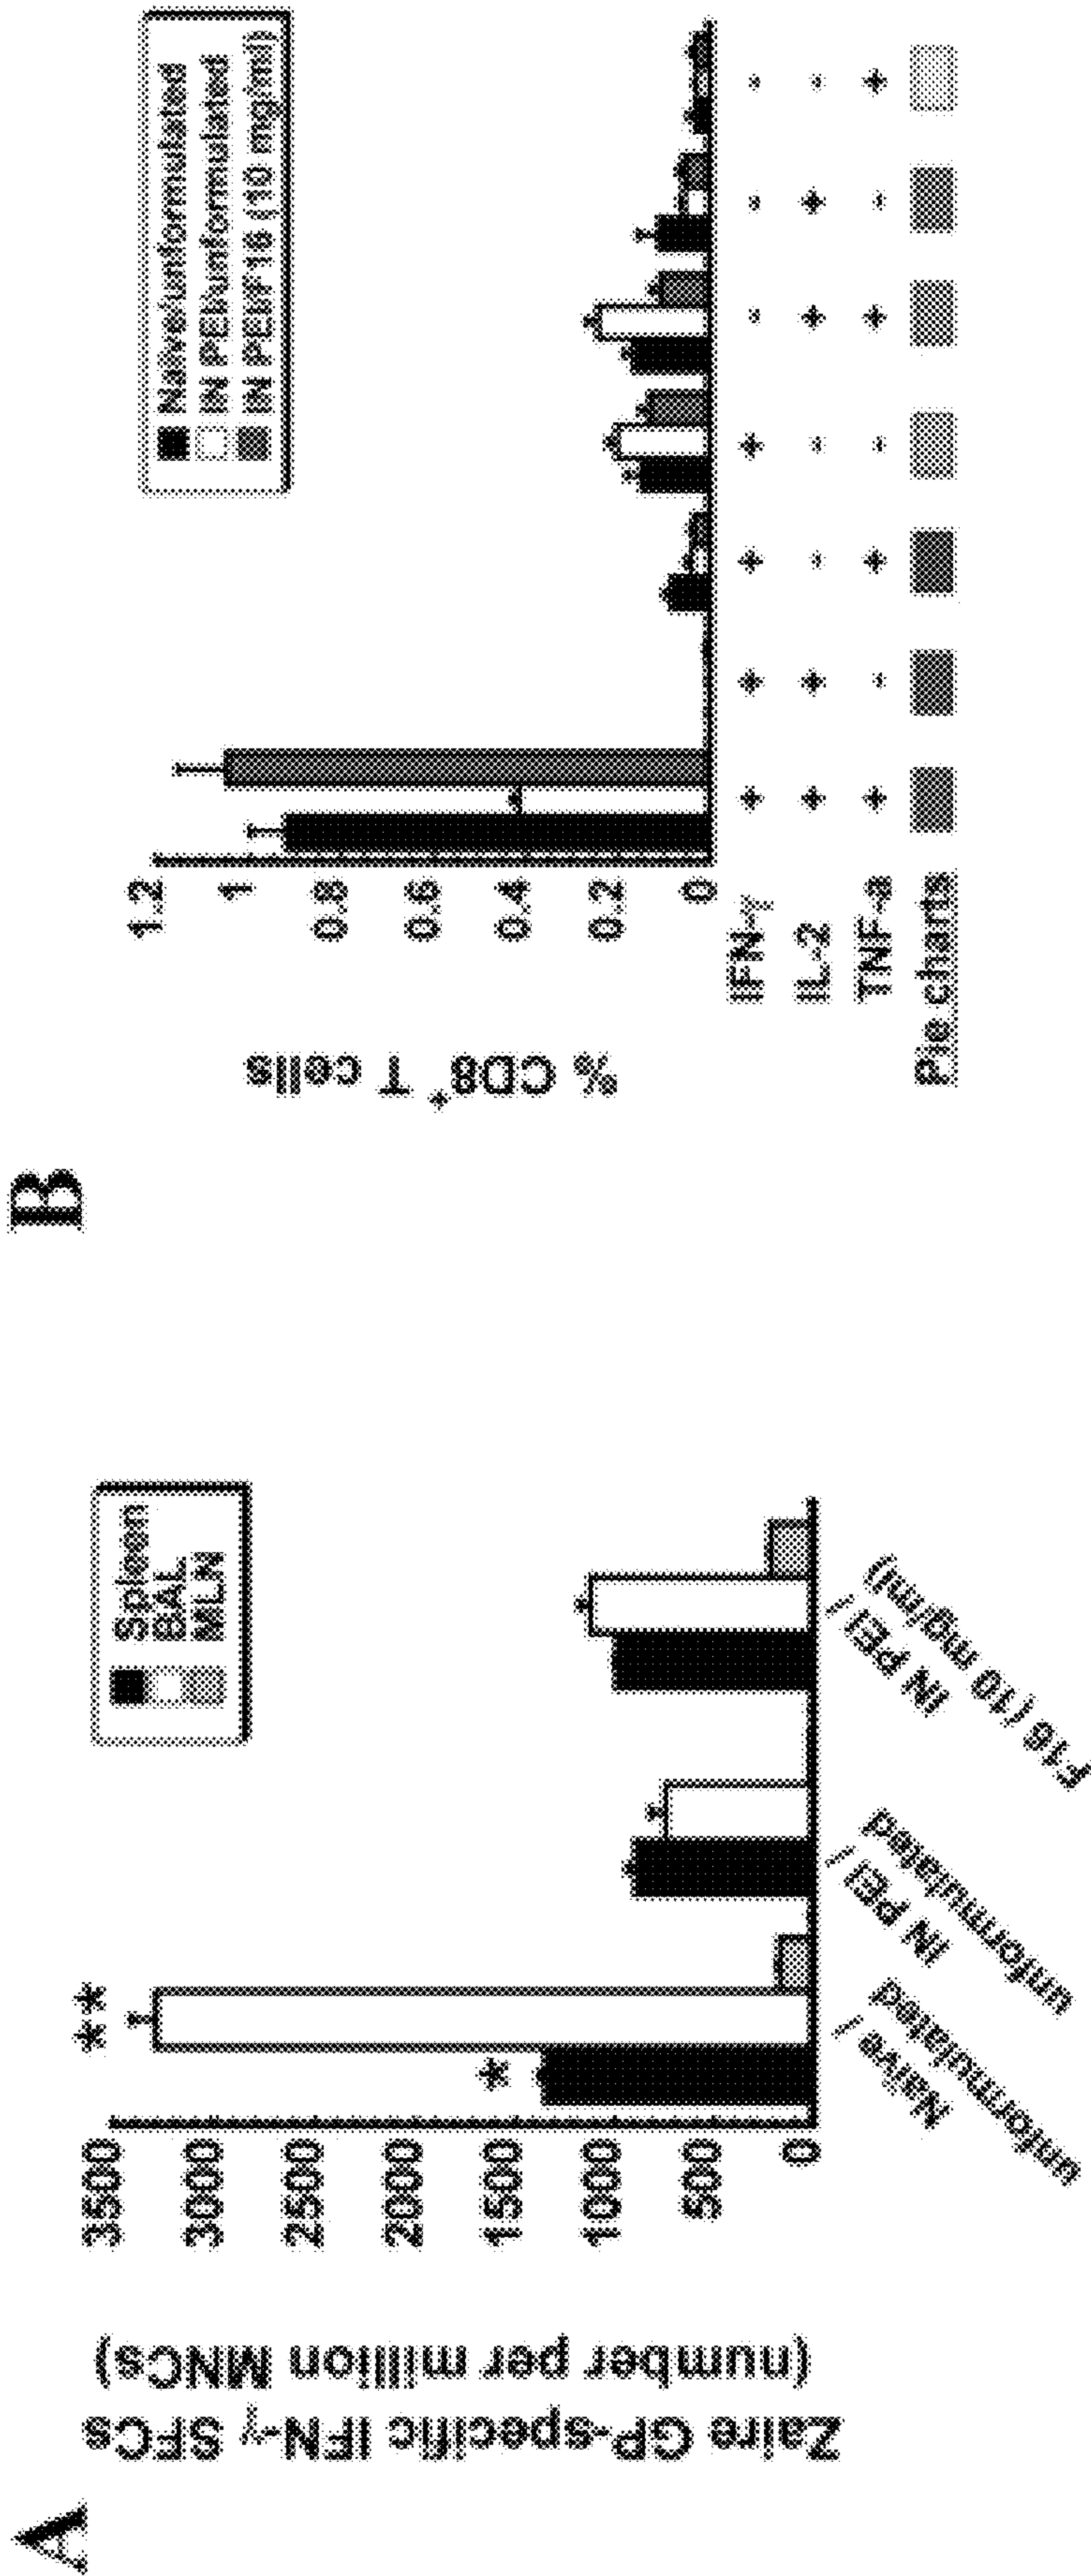 A
Zaire GP-specific IFN-γ SFCs
(number per million MNCs)
3500
3000
2500
2000
1500
1000
500
0
*
**
Spleen
BAL
MLN
Naïve /
unformulated
IN PEI /
unformulated
IN PEI /
F16 (10 mg/ml)
B
% CD8+ T cells
1.2
1
0.8
0.6
0.4
0.2
0
Naïve/unformulated
IN PEI/unformulated
IN PEI/F16 (10 mg/ml)
IFN-γ + + + + - - -
IL-2 + + - - + + -
TNF-a + - + - + - +
Pie charts